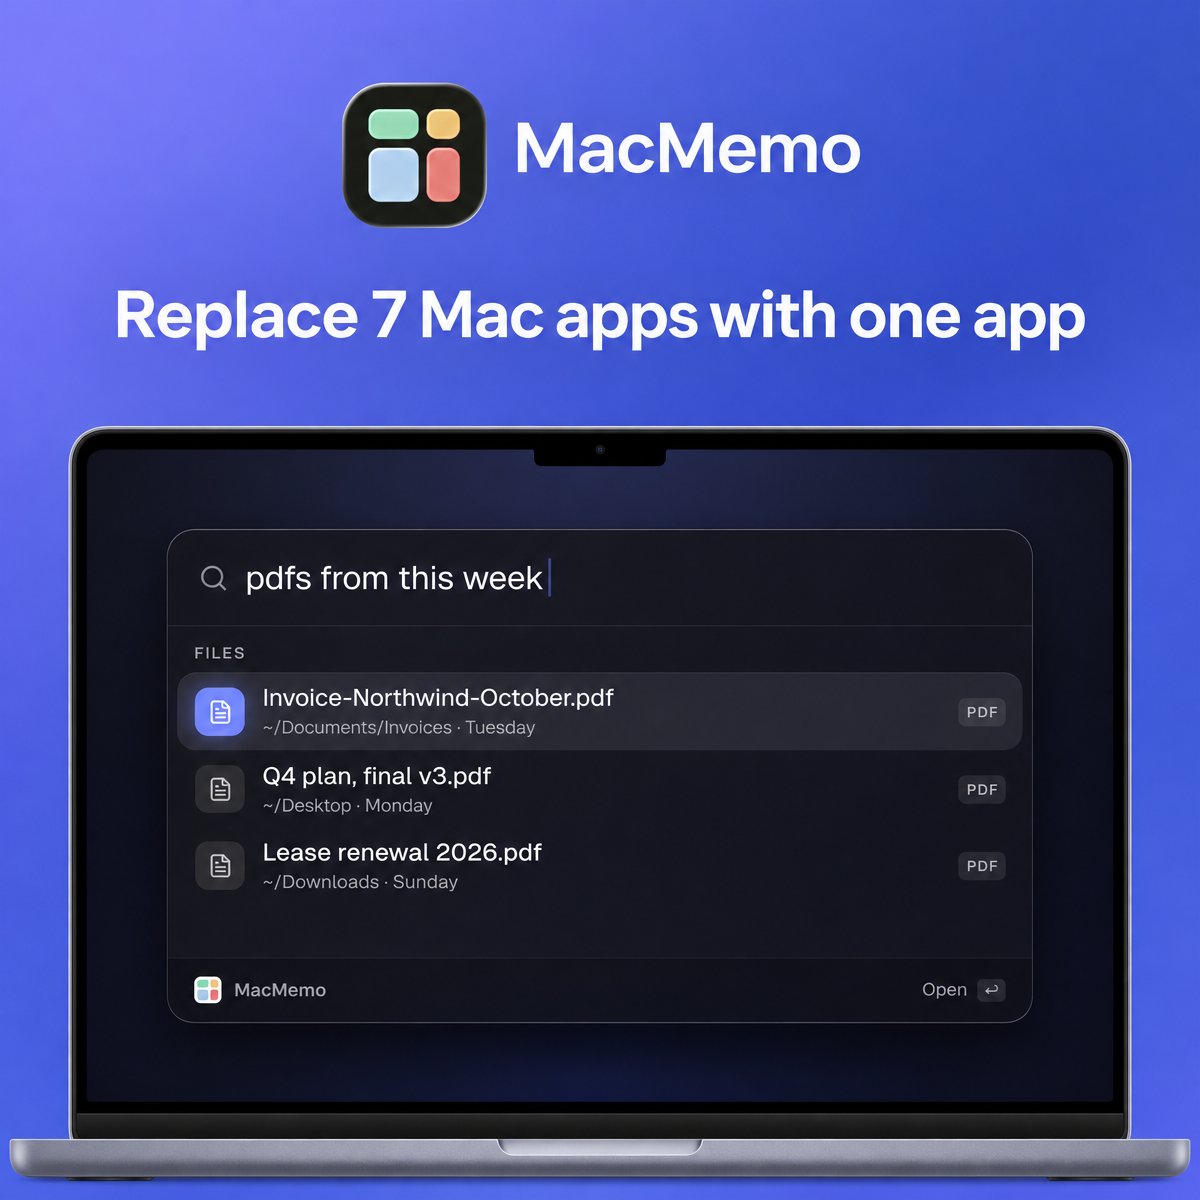 MacMemo
Replace 7 Mac apps with one app
pdfs from this week
FILES
Invoice-Northwind-October.pdf
~/Documents/Invoices · Tuesday
PDF
Q4 plan, final v3.pdf
~/Desktop · Monday
PDF
Lease renewal 2026.pdf
~/Downloads · Sunday
PDF
MacMemo
Open ↩